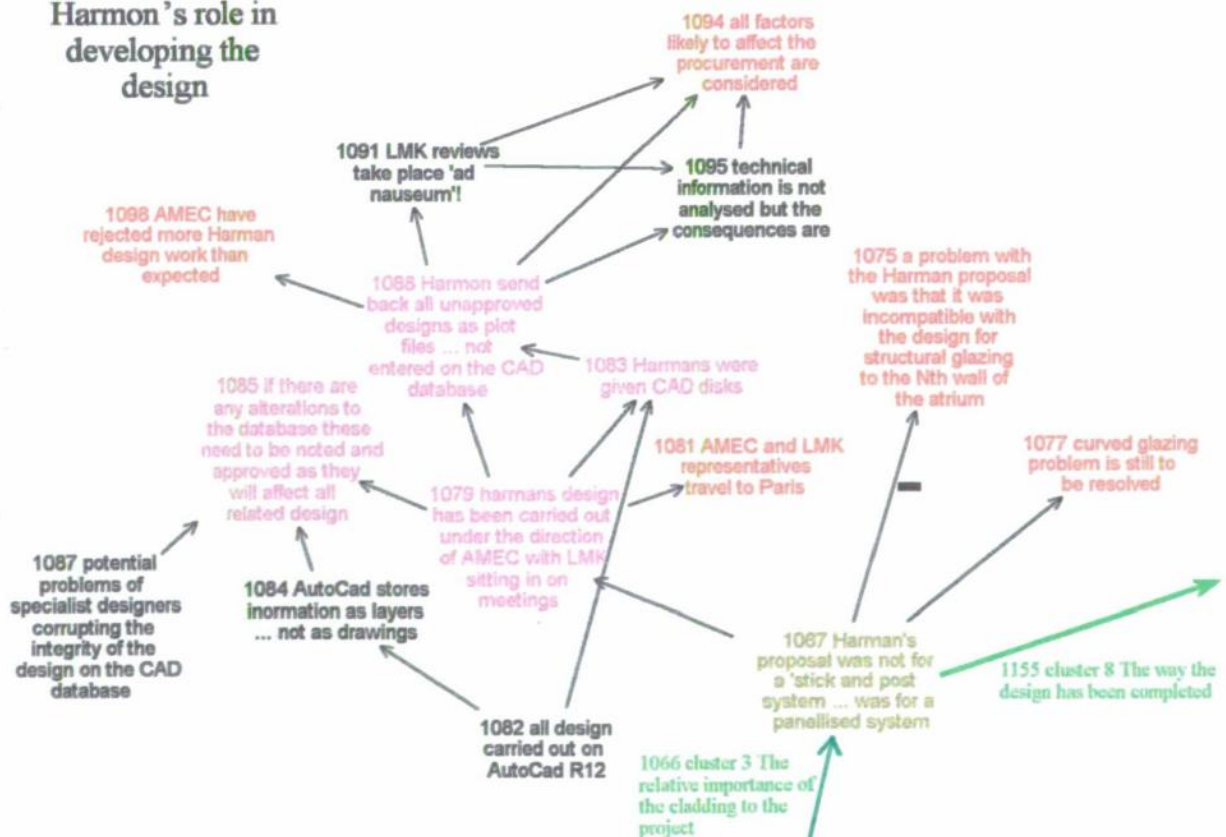 Harmon's role in
developing the
design
1094 all factors
likely to affect the
procurement are
considered
1091 LMK reviews
take place 'ad
nauseum'!
1095 technical
information is not
analysed but the
consequences are
1098 AMEC have
rejected more Harman
design work than
expected
1075 a problem with
the Harman proposal
was that it was
incompatible with
the design for
structural glazing
to the Nth wall of
the atrium
1088 Harmon send
back all unapproved
designs as plot
files ... not
entered on the CAD
database
1083 Harmans were
given CAD disks
1085 if there are
any alterations to
the database these
need to be noted and
approved as they
will affect all
related design
1081 AMEC and LMK
representatives
travel to Paris
1077 curved glazing
problem is still to
be resolved
1079 harmans design
has been carried out
under the direction
of AMEC with LMK
sitting in on
meetings
1087 potential
problems of
specialist designers
corrupting the
integrity of the
design on the CAD
database
1084 AutoCad stores
inormation as layers
... not as drawings
1067 Harman's
proposal was not for
a 'stick and post
system ... was for a
panellised system
1155 cluster 8 The way the
design has been completed
1082 all design
carried out on
AutoCad R12
1066 cluster 3 The
relative importance of
the cladding to the
project